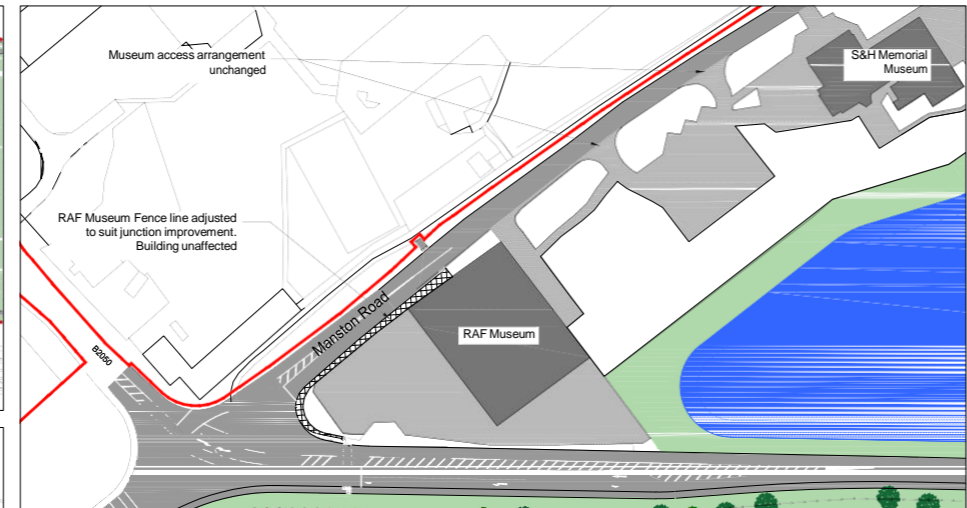 Museum access arrangement
unchanged
S&H Memorial
Museum
RAF Museum Fence line adjusted
to suit junction improvement.
Building unaffected
Manston Road
RAF Museum
B2050